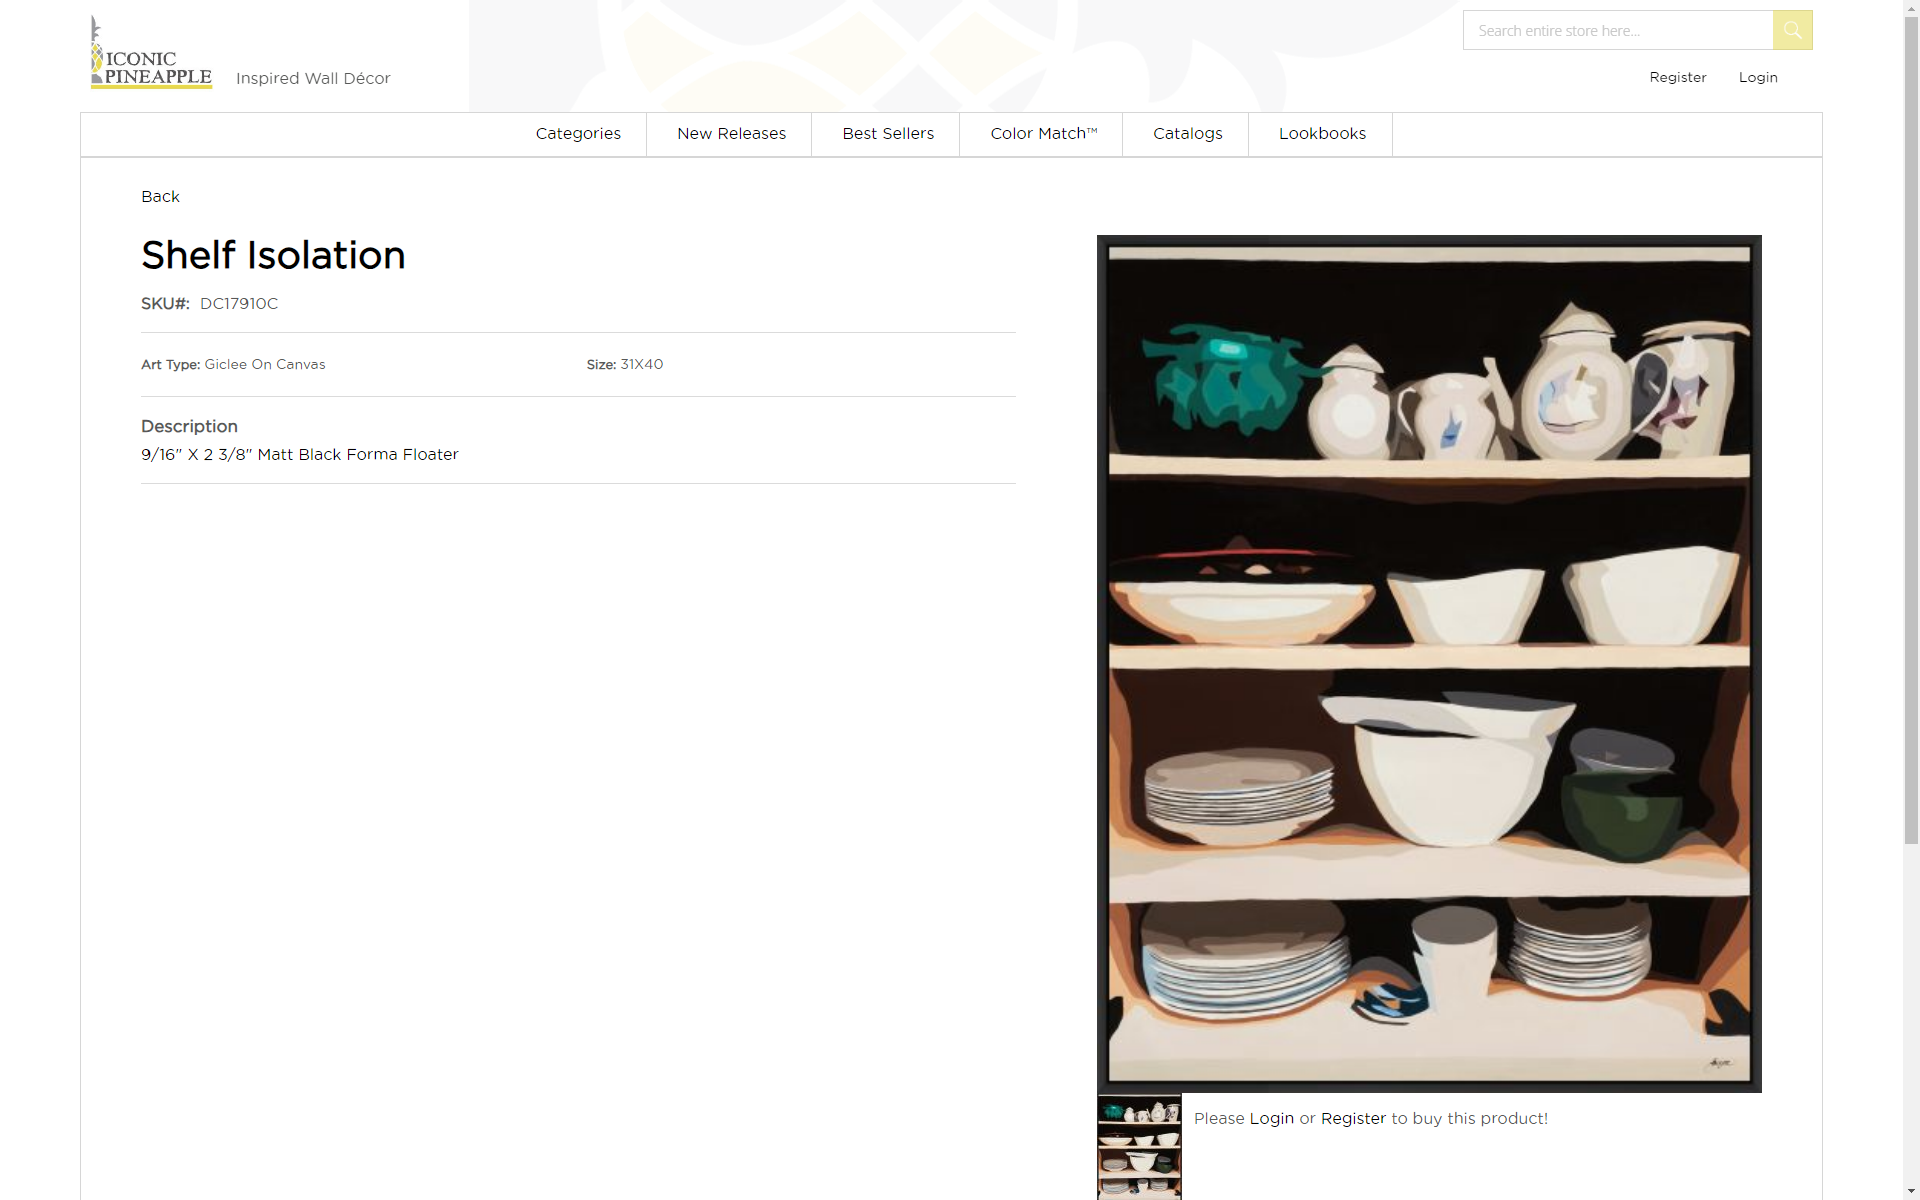 ICONIC
PINEAPPLE
Inspired Wall Décor
Search entire store here...
Register
Login
Categories
New Releases
Best Sellers
Color Match™
Catalogs
Lookbooks
Back
Shelf Isolation
SKU#: DC17910C
Art Type: Giclee On Canvas
Size: 31X40
Description
9/16" X 2 3/8" Matt Black Forma Floater
Please Login or Register to buy this product!